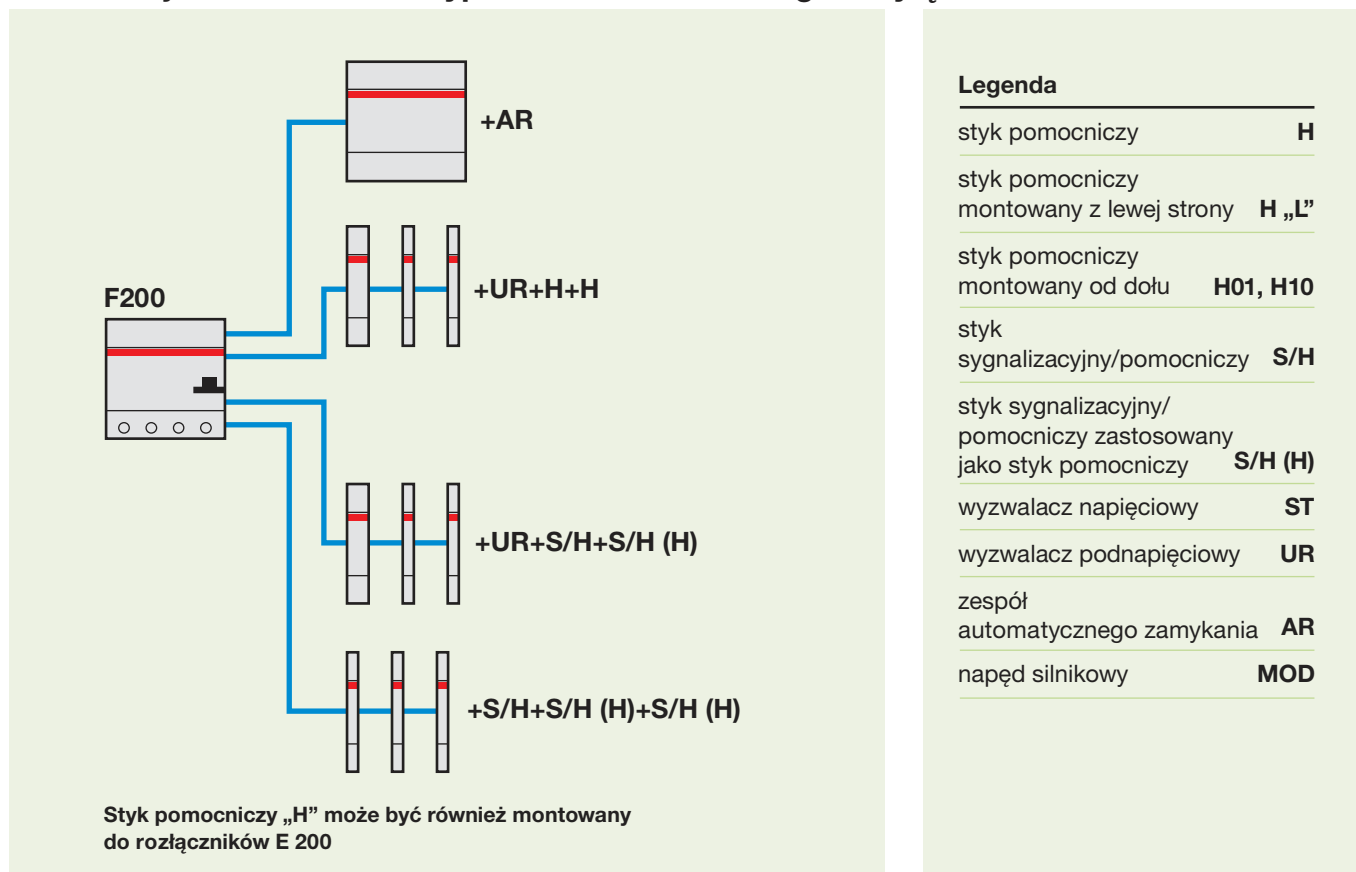 +AR
+UR+H+H
F200
+UR+S/H+S/H (H)
+S/H+S/H (H)+S/H (H)
Styk pomocniczy „H” może być również montowany
do rozłączników E 200
Legenda
styk pomocniczy H
styk pomocniczy
montowany z lewej strony H „L”
styk pomocniczy
montowany od dołu H01, H10
styk
sygnalizacyjny/pomocniczy S/H
styk sygnalizacyjny/
pomocniczy zastosowany
jako styk pomocniczy S/H (H)
wyzwalacz napięciowy ST
wyzwalacz podnapięciowy UR
zespół
automatycznego zamykania AR
napęd silnikowy MOD